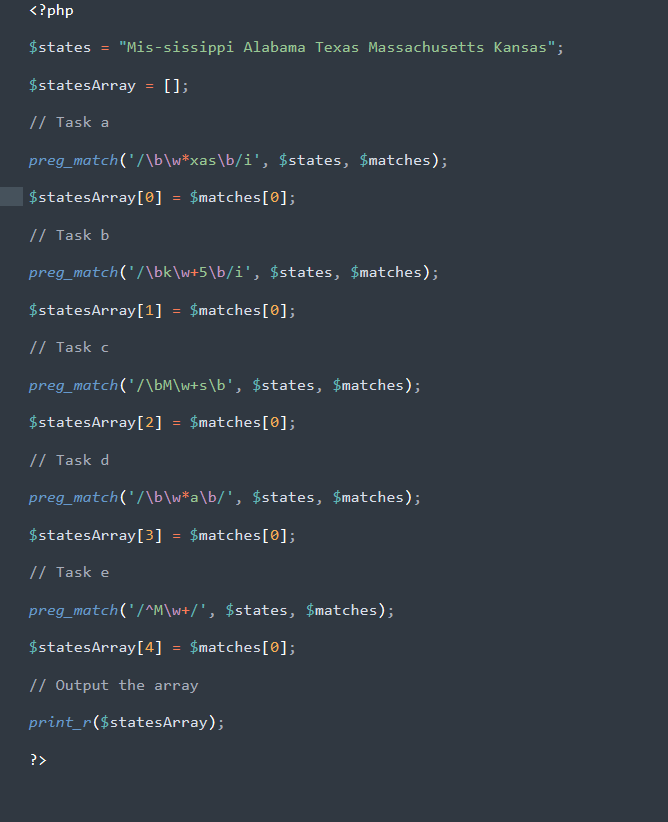 <?php
$states = "Mis-sissippi Alabama Texas Massachusetts Kansas";
$statesArray = [];
// Task a
preg_match('/\b\w*xas\b/i', $states, $matches);
$statesArray[0] = $matches[0];
// Task b
preg_match('/\bk\w+5\b/i', $states, $matches);
$statesArray[1] = $matches[0];
// Task c
preg_match('/\bM\w+s\b', $states, $matches);
$statesArray[2] = $matches[0];
// Task d
preg_match('/\b\w*a\b/', $states, $matches);
$statesArray[3] = $matches[0];
// Task e
preg_match('/^M\w+/', $states, $matches);
$statesArray[4] = $matches[0];
// Output the array
print_r($statesArray);
?>